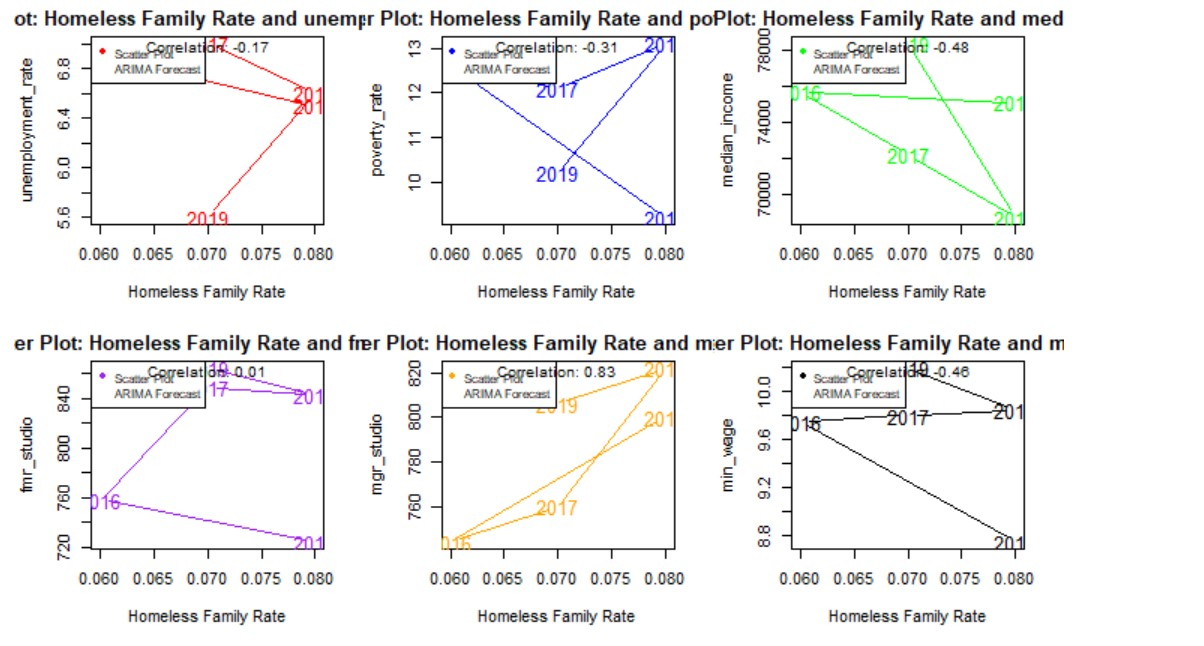 ot: Homeless Family Rate and unemp
r Plot: Homeless Family Rate and po
Plot: Homeless Family Rate and med
Correlation: -0.17
Scatter Plot
ARIMA Forecast
unemployment_rate
5.6 6.0 6.4 6.8
17
201
201
2019
0.060 0.065 0.070 0.075 0.080
Homeless Family Rate
Correlation: -0.31
Scatter Plot
ARIMA Forecast
poverty_rate
10 11 12 13
201
2017
2019
201
0.060 0.065 0.070 0.075 0.080
Homeless Family Rate
Correlation: -0.48
Scatter Plot
ARIMA Forecast
median_income
70000 74000 78000
19
016
201
2017
201
0.060 0.065 0.070 0.075 0.080
Homeless Family Rate
er Plot: Homeless Family Rate and fm
er Plot: Homeless Family Rate and m
er Plot: Homeless Family Rate and m
Correlation: 0.01
Scatter Plot
ARIMA Forecast
fmr_studio
720 760 800 840
19
17
201
016
201
0.060 0.065 0.070 0.075 0.080
Homeless Family Rate
Correlation: 0.83
Scatter Plot
ARIMA Forecast
mgr_studio
760 780 800 820
201
2019
201
2017
016
0.060 0.065 0.070 0.075 0.080
Homeless Family Rate
Correlation: -0.46
Scatter Plot
ARIMA Forecast
min_wage
8.8 9.2 9.6 10.0
19
016
2017
201
201
0.060 0.065 0.070 0.075 0.080
Homeless Family Rate